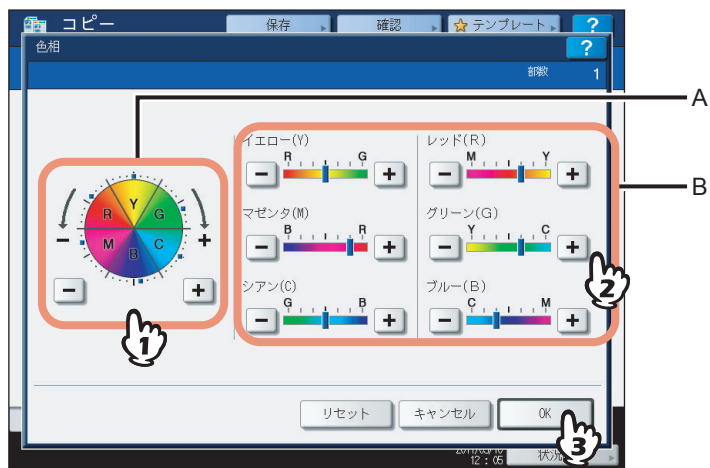 コピー 保存 確認 テンプレート ?
色相 ?
部数 1
A
イエロー(Y) レッド(R)
R G M Y
- + - +
R Y G
M B C
- +
マゼンタ(M) グリーン(G)
B R Y C
- + - +
B
- +
シアン(C) ブルー(B)
G B C M
- + - +
1
2
リセット キャンセル OK
3
12:05